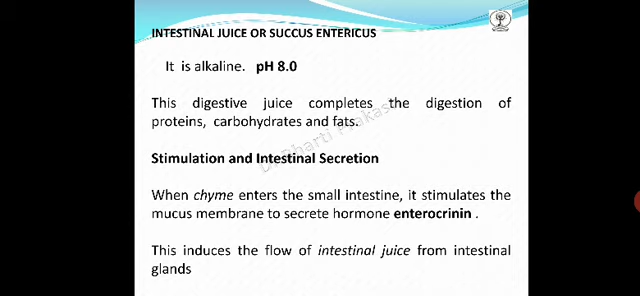 INTESTINAL JUICE OR SUCCUS ENTERICUS
It is alkaline. pH 8.0
This digestive juice completes the digestion of
proteins, carbohydrates and fats.
Stimulation and Intestinal Secretion
When chyme enters the small intestine, it stimulates the
mucus membrane to secrete hormone enterocrinin .
This induces the flow of intestinal juice from intestinal
glands